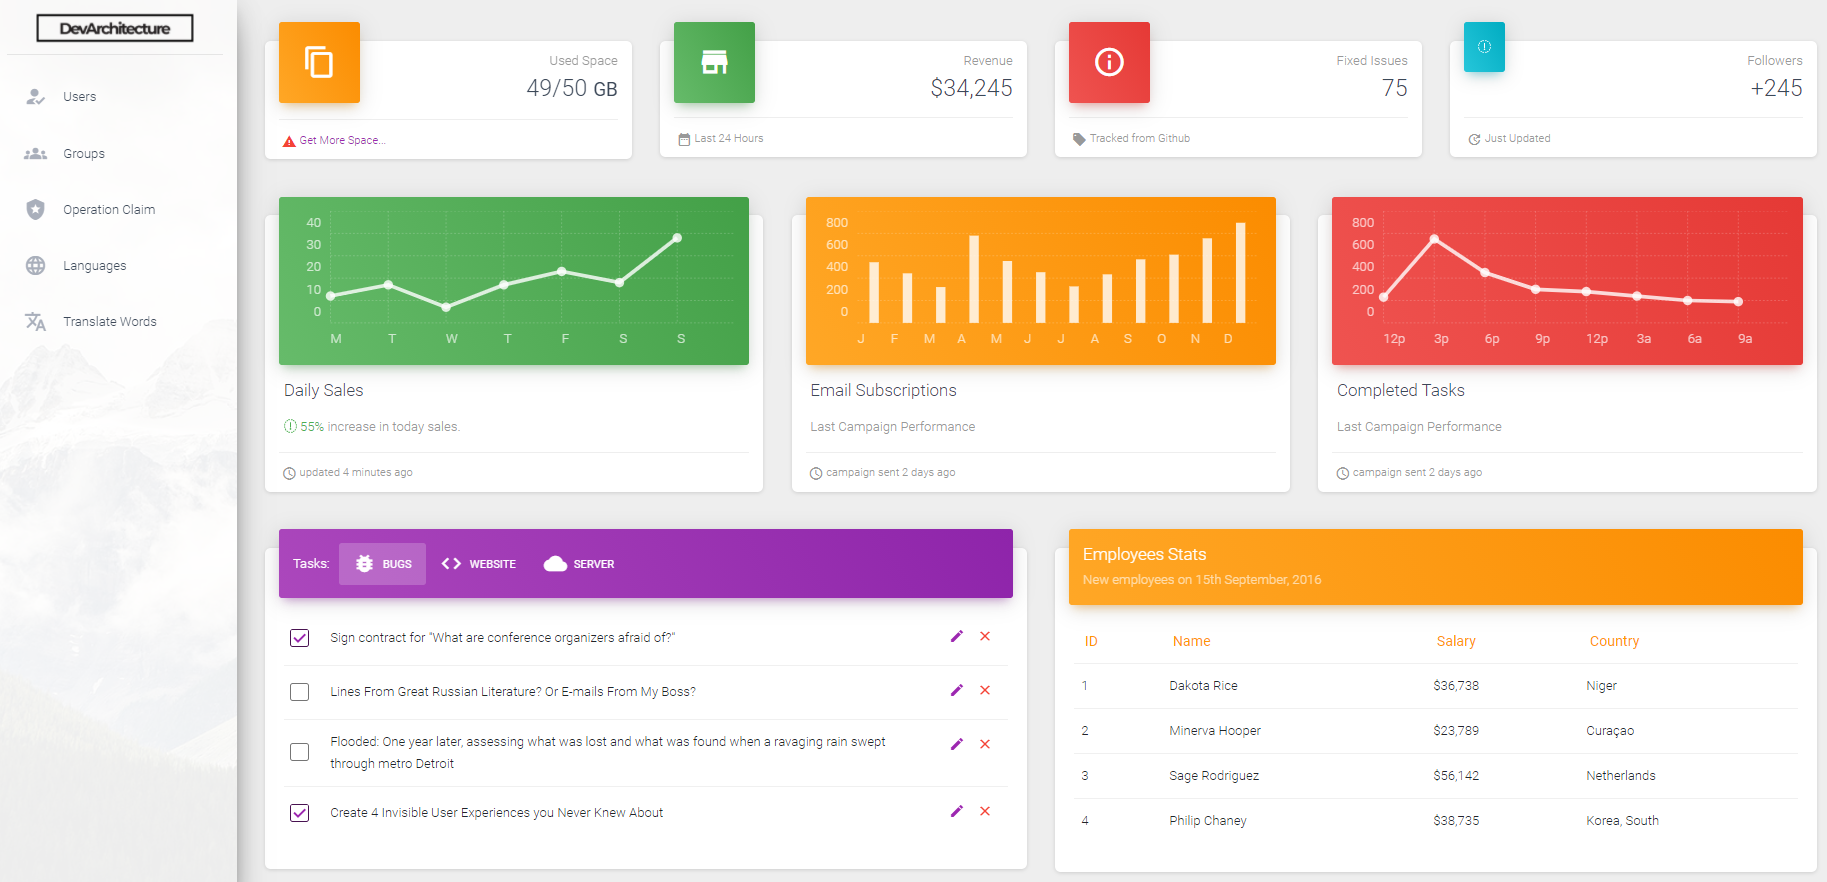 DevArchitecture
Users
Groups
Operation Claim
Languages
Translate Words
Used Space
49/50 GB
Get More Space...
Revenue
$34,245
Last 24 Hours
Fixed Issues
75
Tracked from Github
Followers
+245
Just Updated
40
30
20
10
0
M T W T F S S
Daily Sales
55% increase in today sales.
updated 4 minutes ago
800
600
400
200
0
J F M A M J J A S O N D
Email Subscriptions
Last Campaign Performance
campaign sent 2 days ago
800
600
400
200
0
12p 3p 6p 9p 12p 3a 6a 9a
Completed Tasks
Last Campaign Performance
campaign sent 2 days ago
Tasks: BUGS WEBSITE SERVER
Sign contract for "What are conference organizers afraid of?"
Lines From Great Russian Literature? Or E-mails From My Boss?
Flooded: One year later, assessing what was lost and what was found when a ravaging rain swept
through metro Detroit
Create 4 Invisible User Experiences you Never Knew About
Employees Stats
New employees on 15th September, 2016
ID Name Salary Country
1 Dakota Rice $36,738 Niger
2 Minerva Hooper $23,789 Curaçao
3 Sage Rodriguez $56,142 Netherlands
4 Philip Chaney $38,735 Korea, South